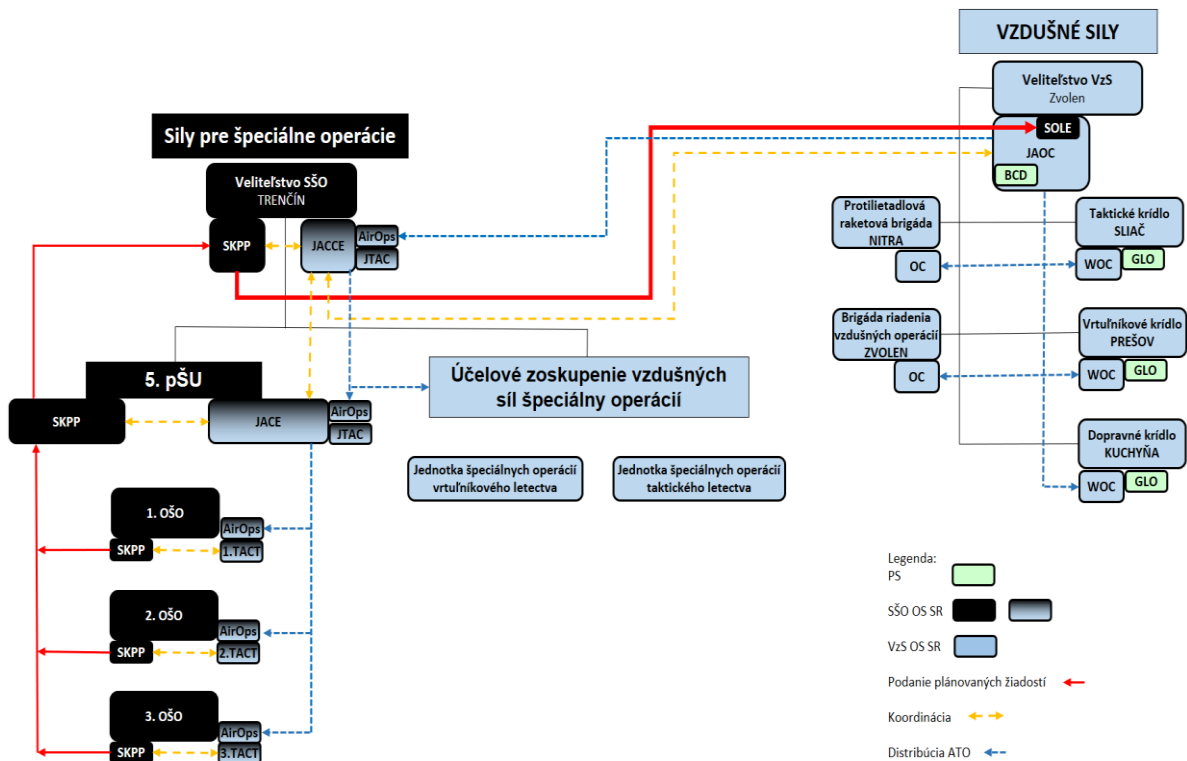 VZDUŠNÉ SILY
Veliteľstvo VzS
Zvolen
SOLE
JAOC
BCD
Sily pre špeciálne operácie
Veliteľstvo SŠO
TRENČÍN
SKPP
JACCE
AirOps
JTAC
Protilietadlová
raketová brigáda
NITRA
OC
Taktické krídlo
SLIAČ
WOC
GLO
Brigáda riadenia
vzdušných operácií
ZVOLEN
OC
Vrtuľníkové krídlo
PREŠOV
WOC
GLO
Dopravné krídlo
KUCHYŇA
WOC
GLO
5. pŠU
SKPP
JACE
AirOps
JTAC
Účelové zoskupenie vzdušných
síl špeciálny operácií
Jednotka špeciálnych operácií
vrtuľníkového letectva
Jednotka špeciálnych operácií
taktického letectva
1. OŠO
AirOps
SKPP
1.TACT
2. OŠO
AirOps
SKPP
2.TACT
3. OŠO
AirOps
SKPP
3.TACT
Legenda:
PS
SŠO OS SR
VzS OS SR
Podanie plánovaných žiadostí
Koordinácia
Distribúcia ATO